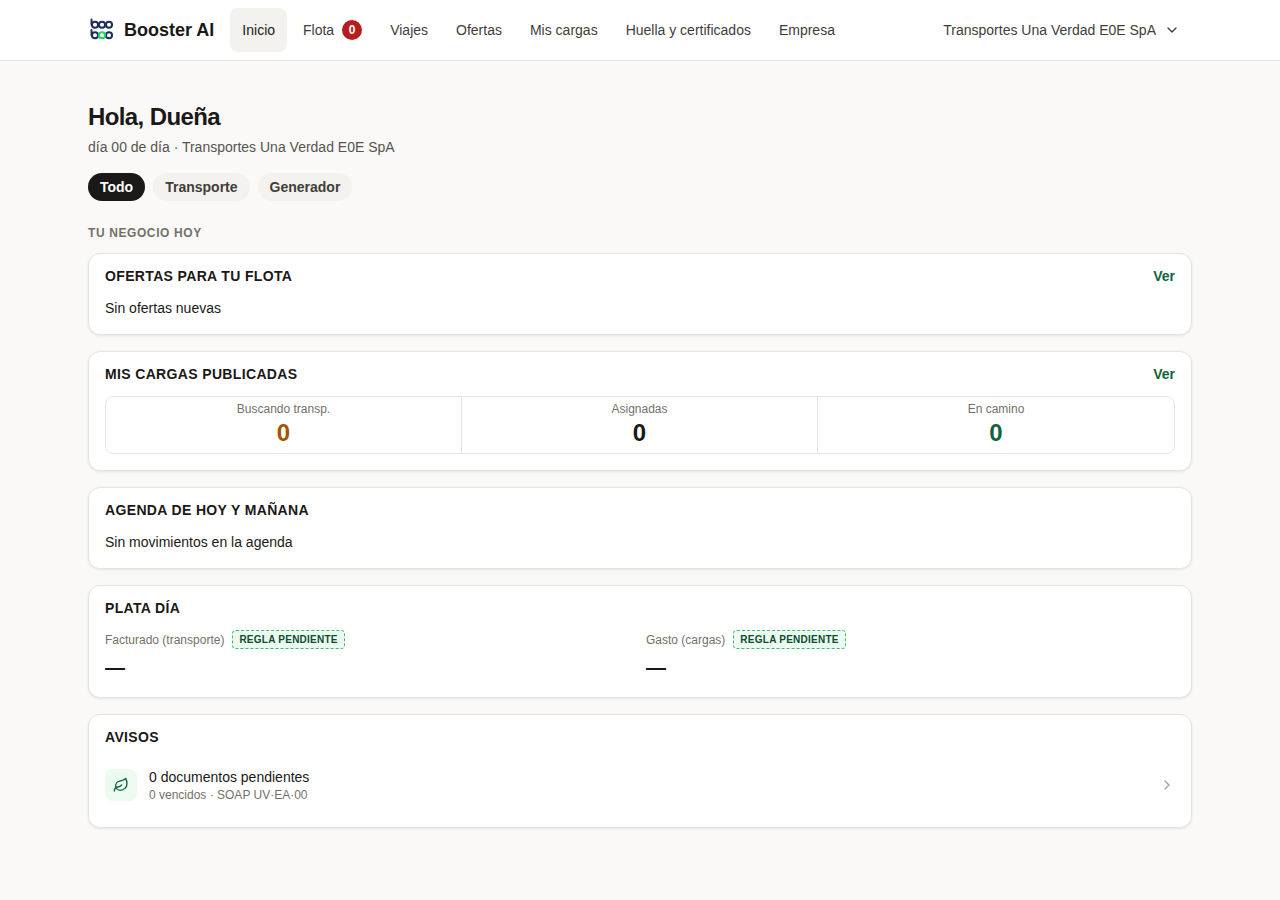 Booster AI
Inicio
Flota 0
Viajes
Ofertas
Mis cargas
Huella y certificados
Empresa
Transportes Una Verdad E0E SpA
Hola, Dueña
día 00 de día · Transportes Una Verdad E0E SpA
Todo
Transporte
Generador
TU NEGOCIO HOY
OFERTAS PARA TU FLOTA
Ver
Sin ofertas nuevas
MIS CARGAS PUBLICADAS
Ver
Buscando transp.
0
Asignadas
0
En camino
0
AGENDA DE HOY Y MAÑANA
Sin movimientos en la agenda
PLATA DÍA
Facturado (transporte) REGLA PENDIENTE
—
Gasto (cargas) REGLA PENDIENTE
—
AVISOS
0 documentos pendientes
0 vencidos · SOAP UV·EA·00